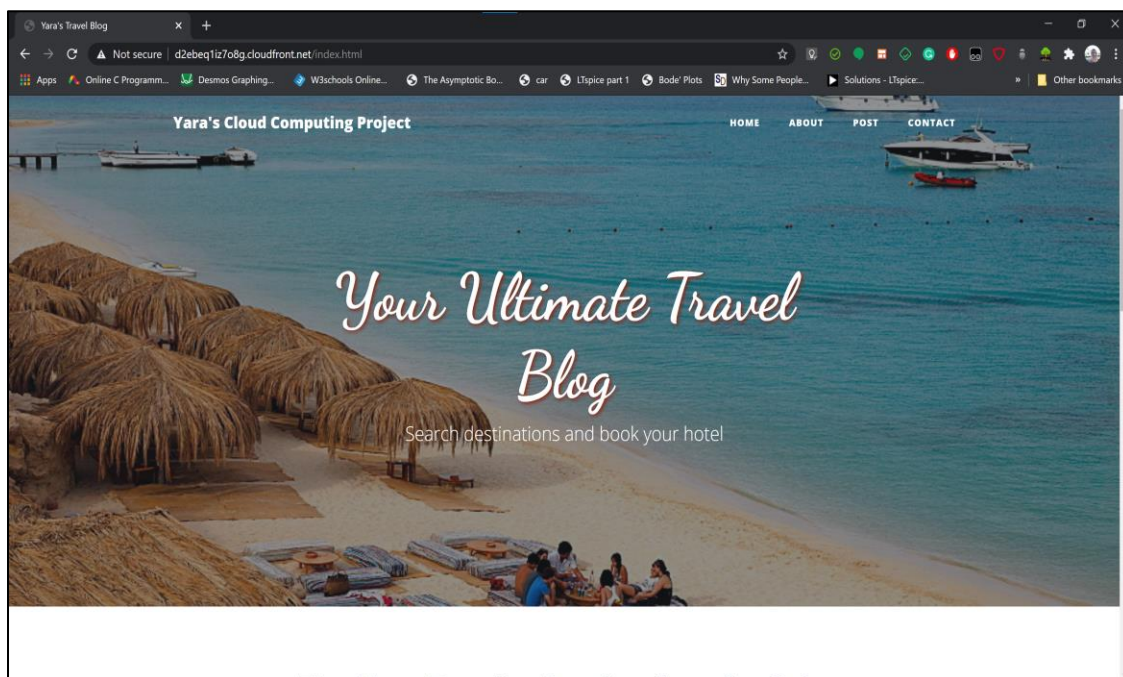 Yara's Travel Blog
Not secure d2ebeq1iz7o8g.cloudfront.net/index.html
Apps Online C Programm... Desmos Graphing... W3schools Online... The Asymptotic Bo... car LTspice part 1 Bode' Plots SD Why Some People... Solutions - LTspice:... » Other bookmarks
Yara's Cloud Computing Project
HOME ABOUT POST CONTACT
Your Ultimate Travel
Blog
Search destinations and book your hotel